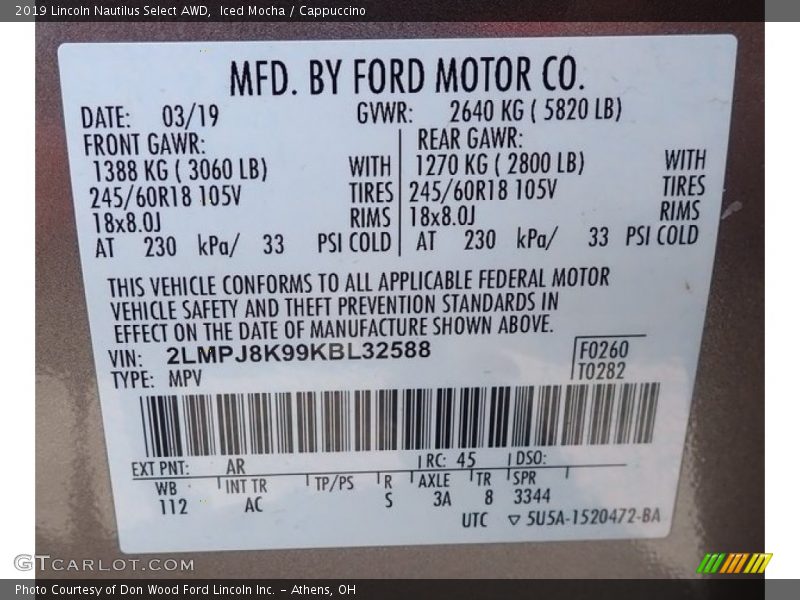 2019 Lincoln Nautilus Select AWD,  Iced Mocha / Cappuccino
MFD. BY FORD MOTOR CO.
DATE: 03/19 GVWR: 2640 KG ( 5820 LB)
FRONT GAWR: REAR GAWR:
1388 KG ( 3060 LB) WITH 1270 KG ( 2800 LB) WITH
245/60R18 105V TIRES 245/60R18 105V TIRES
18x8.0J RIMS 18x8.0J RIMS
AT 230 kPa/ 33 PSI COLD AT 230 kPa/ 33 PSI COLD
THIS VEHICLE CONFORMS TO ALL APPLICABLE FEDERAL MOTOR
VEHICLE SAFETY AND THEFT PREVENTION STANDARDS IN
EFFECT ON THE DATE OF MANUFACTURE SHOWN ABOVE.
VIN: 2LMPJ8K99KBL32588 F0260
TYPE: MPV T0282
EXT PNT: AR RC: 45 DSO:
WB INT TR TP/PS R AXLE TR SPR
112 AC S 3A 8 3344
UTC ▽ 5U5A-1520472-BA
GTCARLOT.COM
Photo Courtesy of Don Wood Ford Lincoln Inc. – Athens, OH